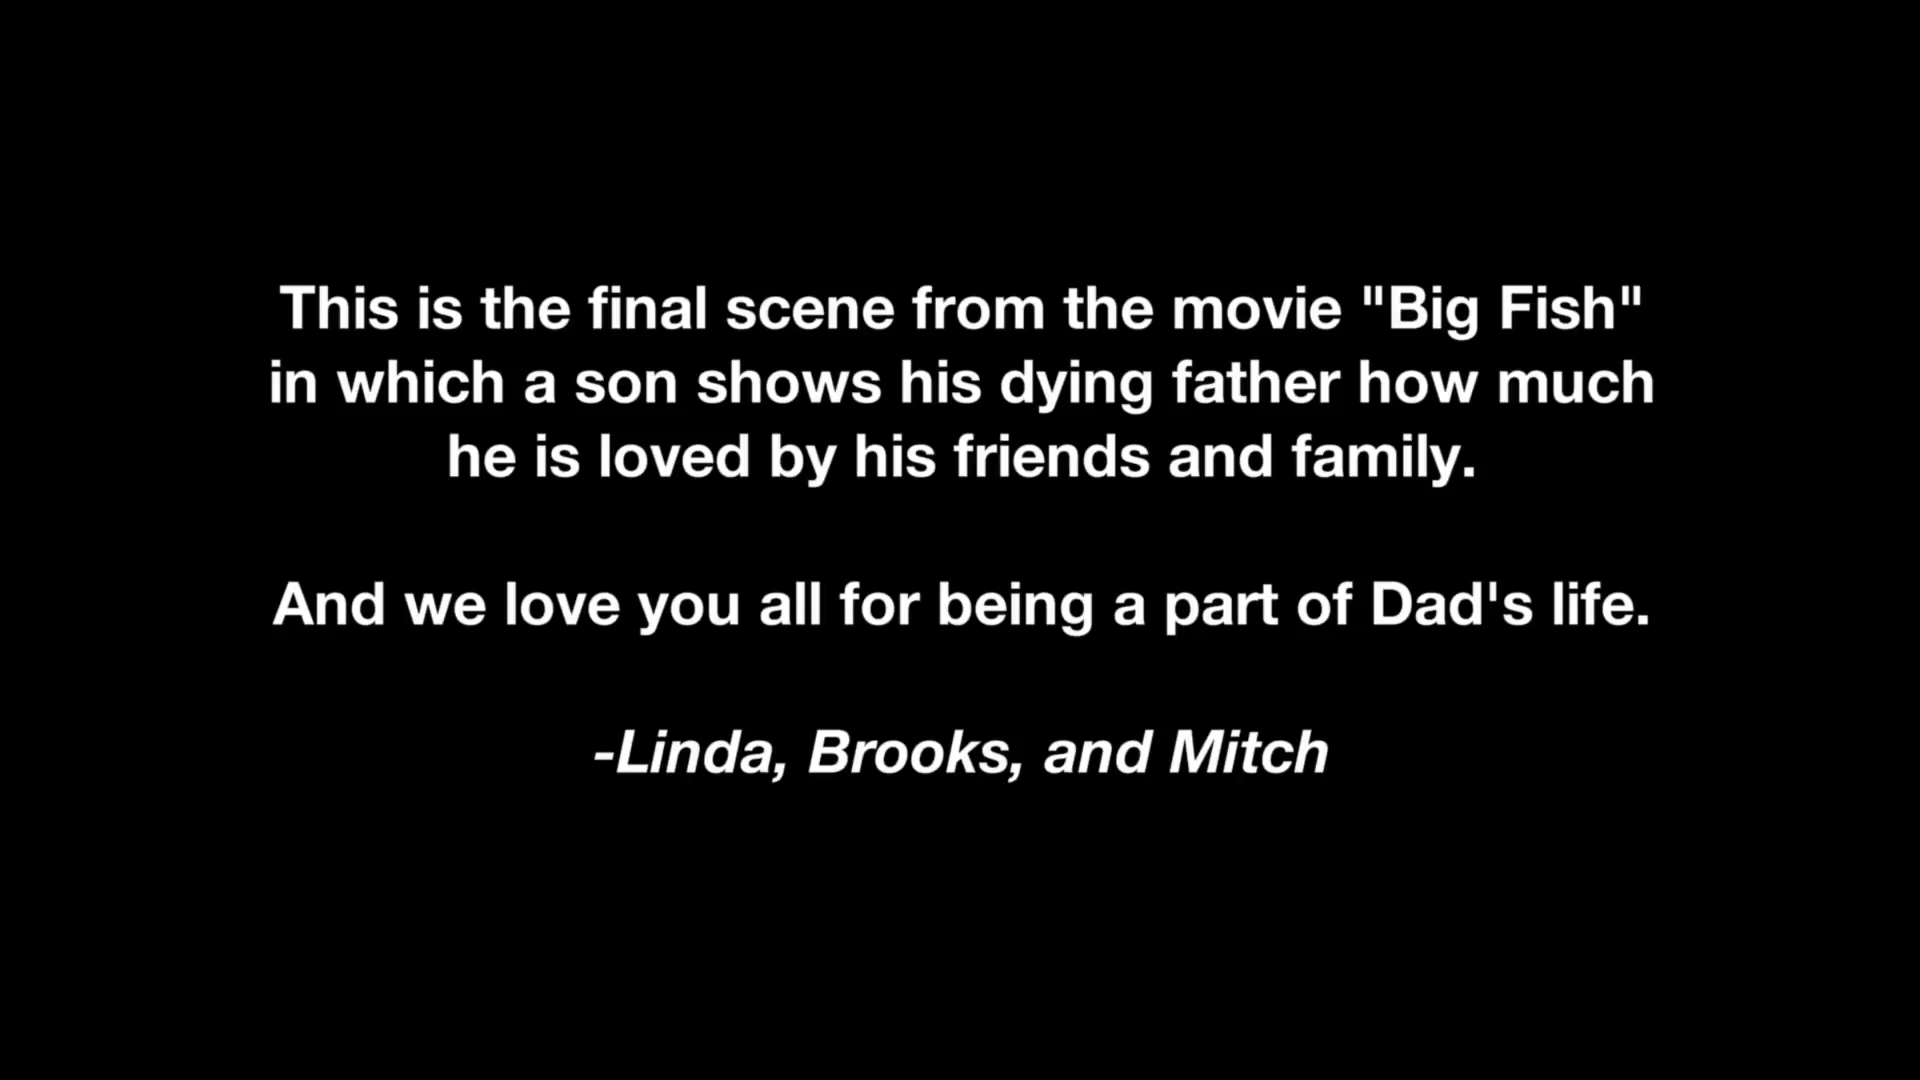 This is the final scene from the movie "Big Fish"
in which a son shows his dying father how much
he is loved by his friends and family.
And we love you all for being a part of Dad's life.
-Linda, Brooks, and Mitch